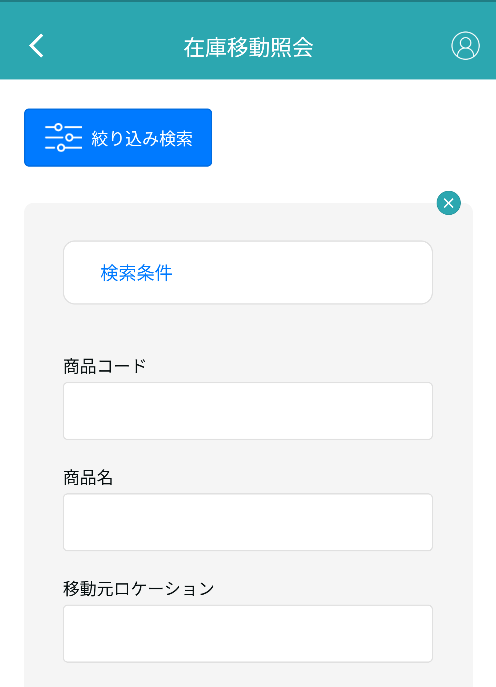 在庫移動照会
絞り込み検索
検索条件
商品コード
商品名
移動元ロケーション